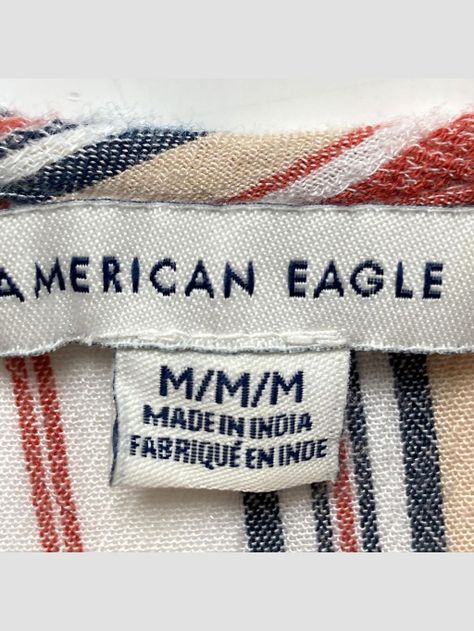 AMERICAN EAGLE
M/M/M
MADE IN INDIA
FABRIQUÉ EN INDE